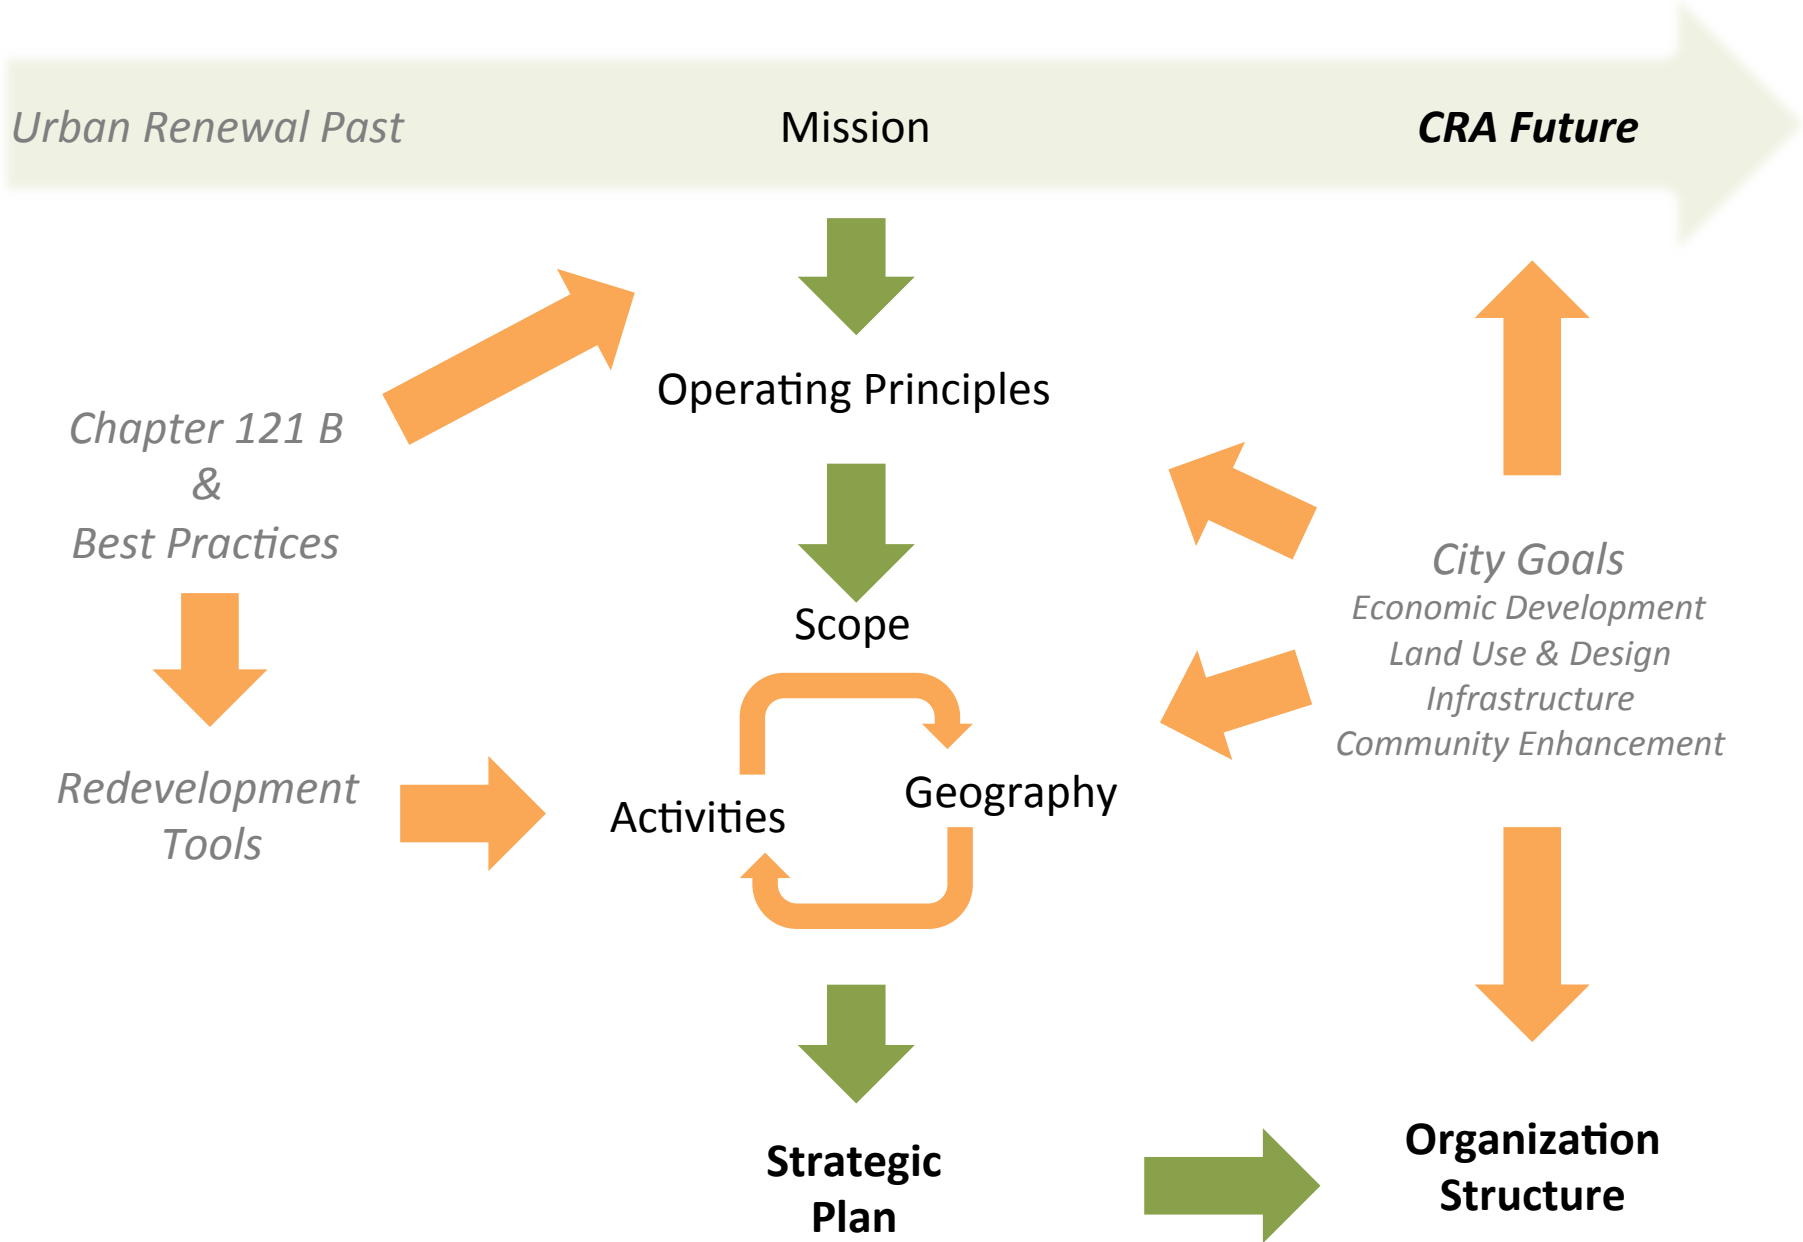 Urban Renewal Past
Mission
CRA Future
Operating Principles
Chapter 121 B
&
Best Practices
City Goals
Economic Development
Land Use & Design
Infrastructure
Community Enhancement
Scope
Redevelopment
Tools
Activities
Geography
Strategic
Plan
Organization
Structure